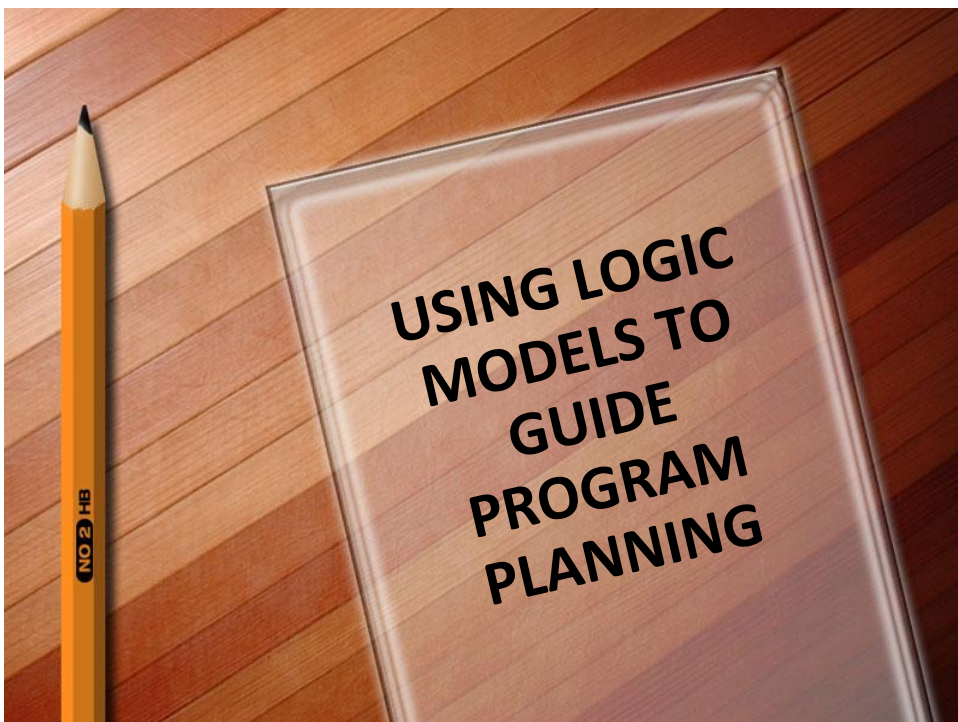 USING LOGIC
MODELS TO
GUIDE
PROGRAM
PLANNING
NO 2 HB